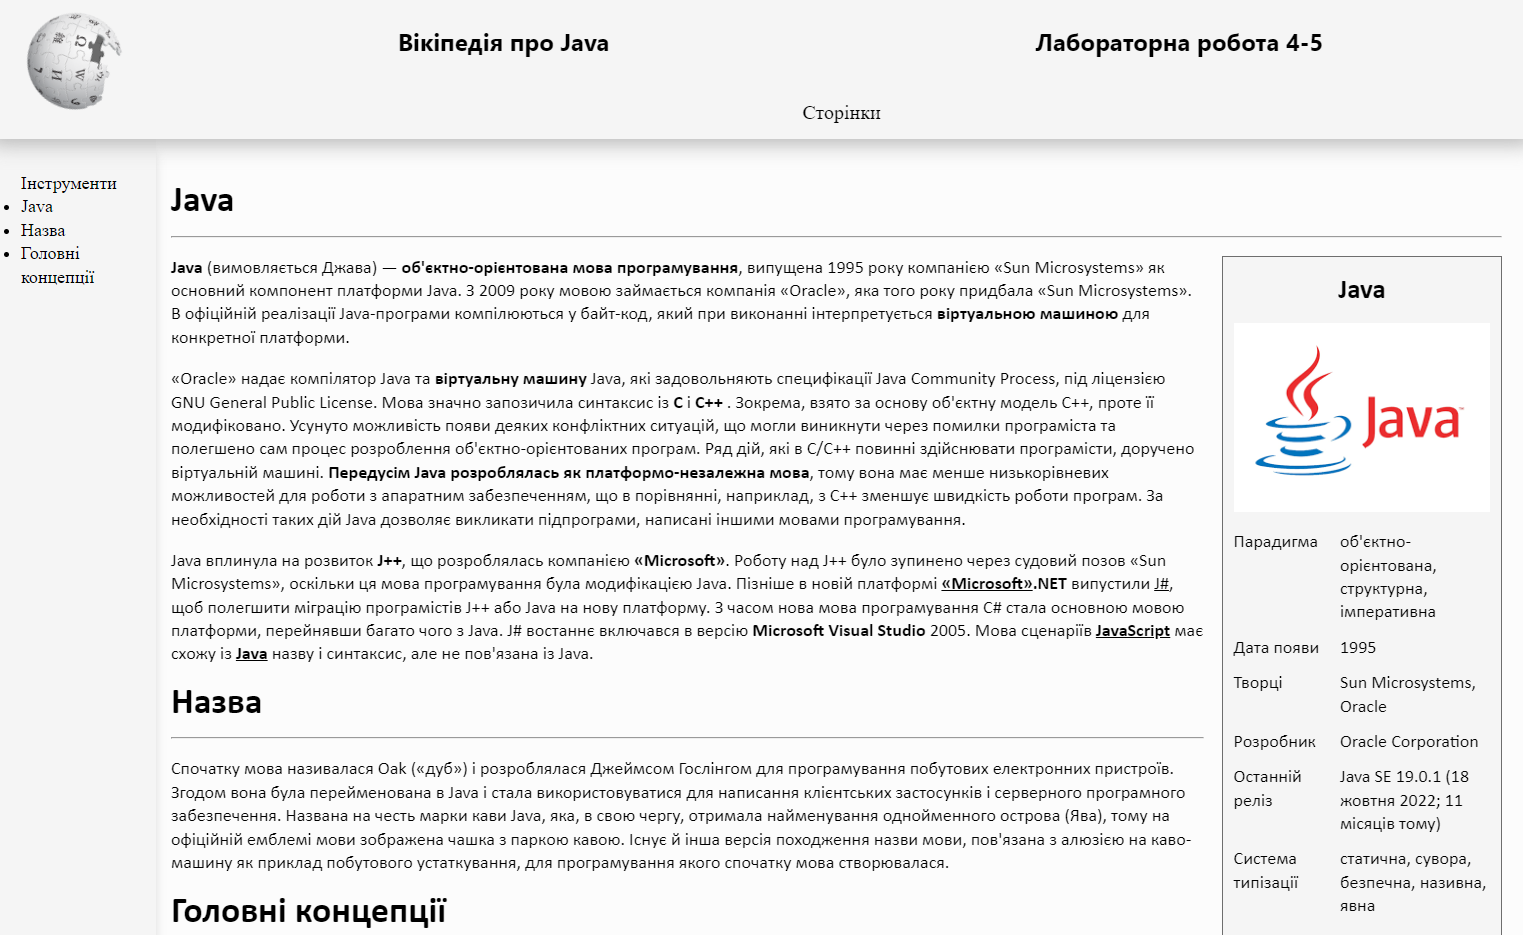 Вікіпедія про Java
Лабораторна робота 4-5
Сторінки
Інструменти
Java
Назва
Головні
концепції
Java
Java (вимовляється Джава) — об'єктно-орієнтована мова програмування, випущена 1995 року компанією «Sun Microsystems» як
основний компонент платформи Java. З 2009 року мовою займається компанія «Oracle», яка того року придбала «Sun Microsystems».
В офіційній реалізації Java-програми компілюються у байт-код, який при виконанні інтерпретується віртуальною машиною для
конкретної платформи.
«Oracle» надає компілятор Java та віртуальну машину Java, які задовольняють специфікації Java Community Process, під ліцензією
GNU General Public License. Мова значно запозичила синтаксис із C і C++ . Зокрема, взято за основу об'єктну модель C++, проте її
модифіковано. Усунуто можливість появи деяких конфліктних ситуацій, що могли виникнути через помилки програміста та
полегшено сам процес розроблення об'єктно-орієнтованих програм. Ряд дій, які в C/C++ повинні здійснювати програмісти, доручено
віртуальній машині. Передусім Java розроблялась як платформо-незалежна мова, тому вона має менше низькорівневих
можливостей для роботи з апаратним забезпеченням, що в порівнянні, наприклад, з C++ зменшує швидкість роботи програм. За
необхідності таких дій Java дозволяє викликати підпрограми, написані іншими мовами програмування.
Java вплинула на розвиток J++, що розроблялась компанією «Microsoft». Роботу над J++ було зупинено через судовий позов «Sun
Microsystems», оскільки ця мова програмування була модифікацією Java. Пізніше в новій платформі «Microsoft».NET випустили J#,
щоб полегшити міграцію програмістів J++ або Java на нову платформу. З часом нова мова програмування C# стала основною мовою
платформи, перейнявши багато чого з Java. J# востаннє включався в версію Microsoft Visual Studio 2005. Мова сценаріїв JavaScript має
схожу із Java назву і синтаксис, але не пов'язана із Java.
Назва
Спочатку мова називалася Oak («дуб») і розроблялася Джеймсом Гослінгом для програмування побутових електронних пристроїв.
Згодом вона була перейменована в Java і стала використовуватися для написання клієнтських застосунків і серверного програмного
забезпечення. Названа на честь марки кави Java, яка, в свою чергу, отримала найменування однойменного острова (Ява), тому на
офіційній емблемі мови зображена чашка з паркою кавою. Існує й інша версія походження назви мови, пов'язана з алюзією на каво-
машину як приклад побутового устаткування, для програмування якого спочатку мова створювалася.
Головні концепції
Java
Java™
Парадигма об'єктно-
орієнтована,
структурна,
імперативна
Дата появи 1995
Творці Sun Microsystems,
Oracle
Розробник Oracle Corporation
Останній Java SE 19.0.1 (18
реліз жовтня 2022; 11
місяців тому)
Система статична, сувора,
типізації безпечна, називна,
явна